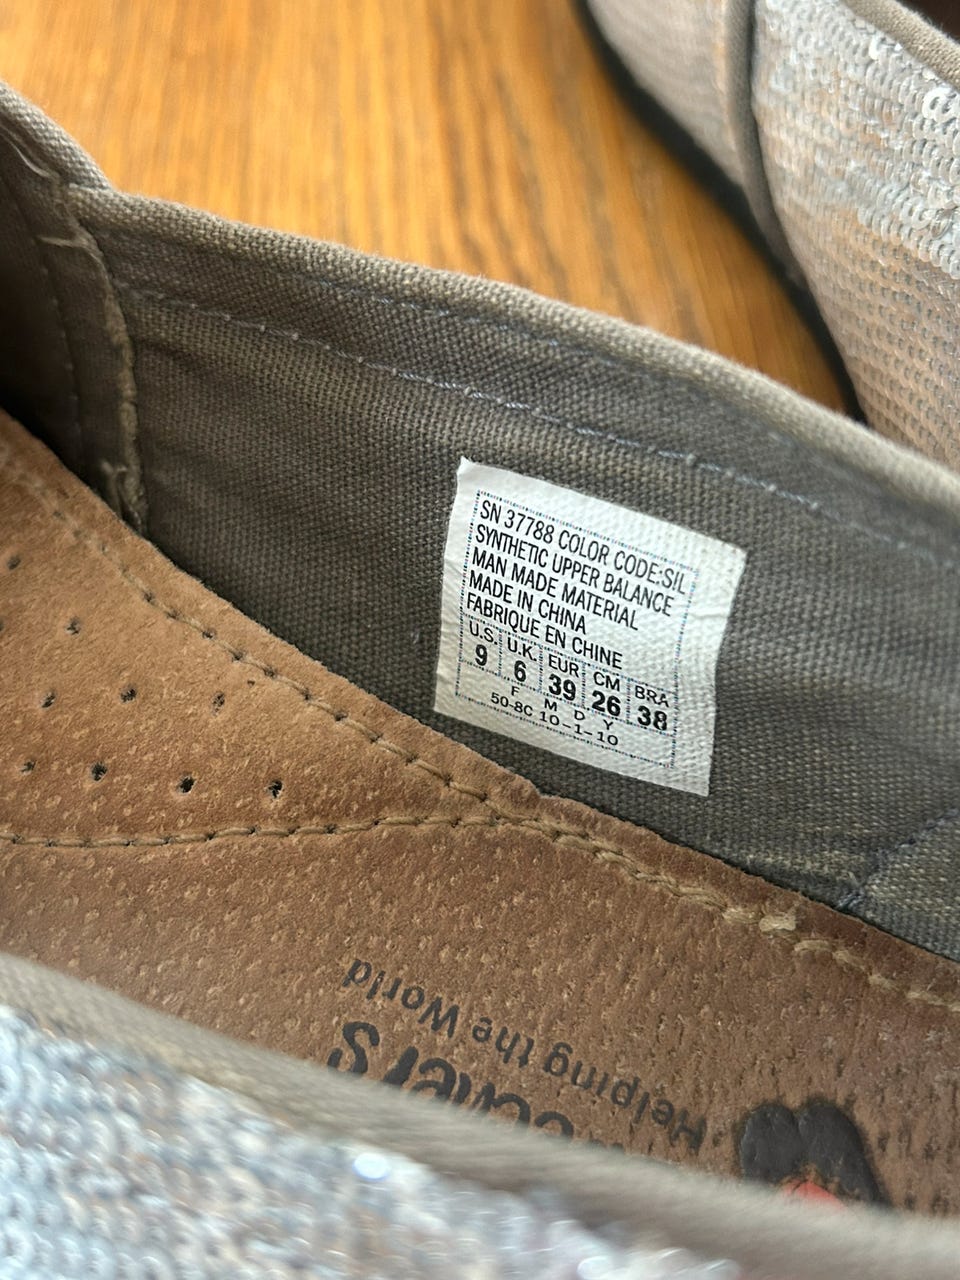 SN 37788 COLOR CODE:SIL
SYNTHETIC UPPER BALANCE
MAN MADE MATERIAL
MADE IN CHINA
FABRIQUE EN CHINE
U.S. U.K. EUR CM BRA
9 6 39 26 38
F M D Y
50-8C 10-1-10
Helping the World